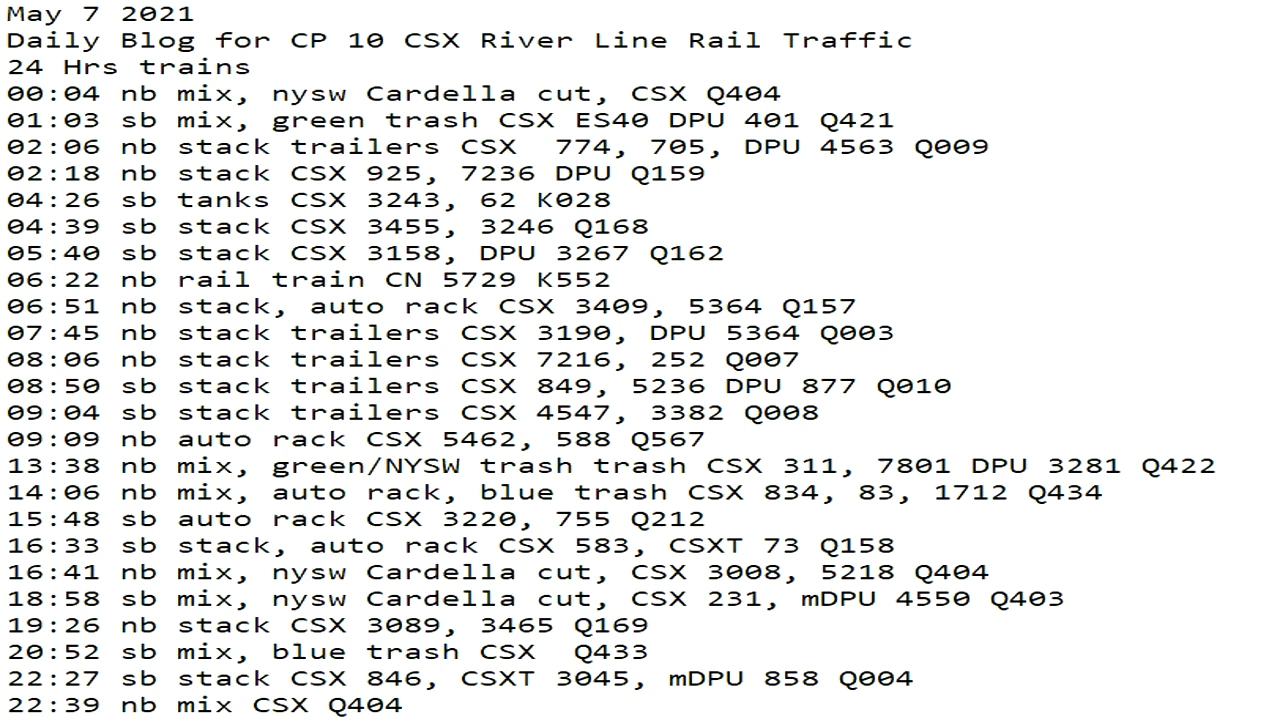 May 7 2021
Daily Blog for CP 10 CSX River Line Rail Traffic
24 Hrs trains
00:04 nb mix, nysw Cardella cut, CSX Q404
01:03 sb mix, green trash CSX ES40 DPU 401 Q421
02:06 nb stack trailers CSX  774, 705, DPU 4563 Q009
02:18 nb stack CSX 925, 7236 DPU Q159
04:26 sb tanks CSX 3243, 62 K028
04:39 sb stack CSX 3455, 3246 Q168
05:40 sb stack CSX 3158, DPU 3267 Q162
06:22 nb rail train CN 5729 K552
06:51 nb stack, auto rack CSX 3409, 5364 Q157
07:45 nb stack trailers CSX 3190, DPU 5364 Q003
08:06 nb stack trailers CSX 7216, 252 Q007
08:50 sb stack trailers CSX 849, 5236 DPU 877 Q010
09:04 sb stack trailers CSX 4547, 3382 Q008
09:09 nb auto rack CSX 5462, 588 Q567
13:38 nb mix, green/NYSW trash trash CSX 311, 7801 DPU 3281 Q422
14:06 nb mix, auto rack, blue trash CSX 834, 83, 1712 Q434
15:48 sb auto rack CSX 3220, 755 Q212
16:33 sb stack, auto rack CSX 583, CSXT 73 Q158
16:41 nb mix, nysw Cardella cut, CSX 3008, 5218 Q404
18:58 sb mix, nysw Cardella cut, CSX 231, mDPU 4550 Q403
19:26 nb stack CSX 3089, 3465 Q169
20:52 sb mix, blue trash CSX  Q433
22:27 sb stack CSX 846, CSXT 3045, mDPU 858 Q004
22:39 nb mix CSX Q404